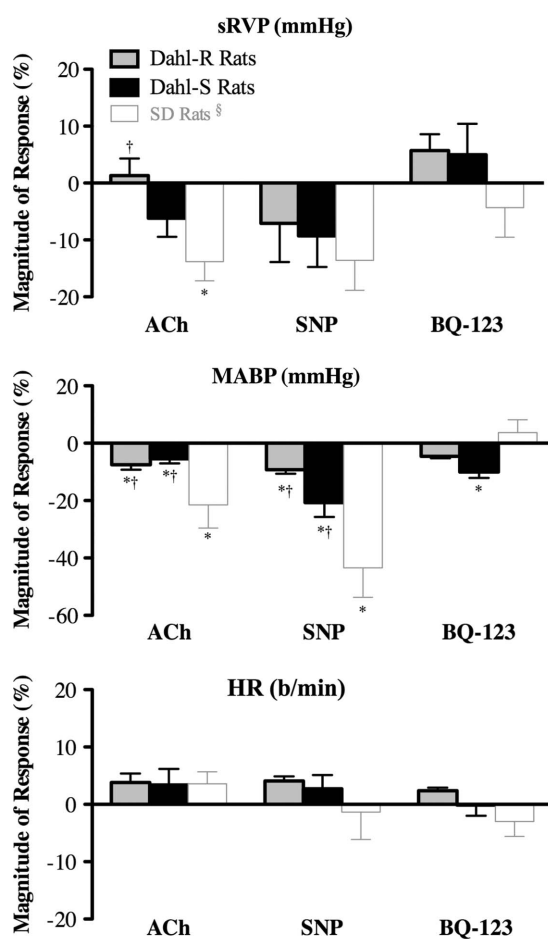 sRVP (mmHg)
Magnitude of Response (%)
20
10
0
-10
-20
Dahl-R Rats
Dahl-S Rats
SD Rats §
†
*
ACh
SNP
BQ-123
MABP (mmHg)
Magnitude of Response (%)
20
0
-20
-40
-60
*† *† *
*† *† *
*
ACh
SNP
BQ-123
HR (b/min)
Magnitude of Response (%)
20
10
0
-10
-20
ACh
SNP
BQ-123